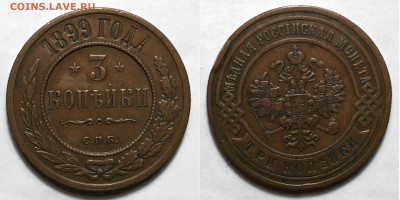 COINS.LAVE.RU
1899 ГОДА
3
КОПѢЙКИ
С.П.Б.
МѢДНАЯ РОССІЙСКАЯ МОНЕТА
ТРИ КОПѢЙКИ